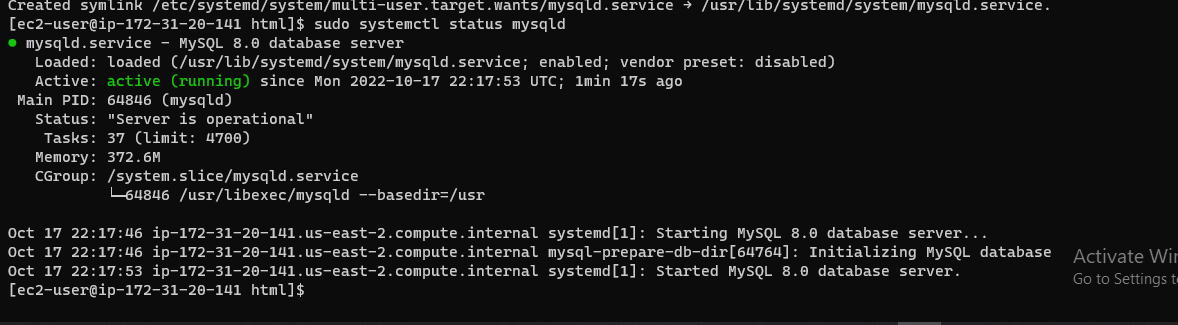 Created symlink /etc/systemd/system/multi-user.target.wants/mysqld.service → /usr/lib/systemd/system/mysqld.service.
[ec2-user@ip-172-31-20-141 html]$ sudo systemctl status mysqld
● mysqld.service - MySQL 8.0 database server
   Loaded: loaded (/usr/lib/systemd/system/mysqld.service; enabled; vendor preset: disabled)
   Active: active (running) since Mon 2022-10-17 22:17:53 UTC; 1min 17s ago
 Main PID: 64846 (mysqld)
   Status: "Server is operational"
    Tasks: 37 (limit: 4700)
   Memory: 372.6M
   CGroup: /system.slice/mysqld.service
           └─64846 /usr/libexec/mysqld --basedir=/usr
Oct 17 22:17:46 ip-172-31-20-141.us-east-2.compute.internal systemd[1]: Starting MySQL 8.0 database server...
Oct 17 22:17:46 ip-172-31-20-141.us-east-2.compute.internal mysql-prepare-db-dir[64764]: Initializing MySQL database
Oct 17 22:17:53 ip-172-31-20-141.us-east-2.compute.internal systemd[1]: Started MySQL 8.0 database server.
[ec2-user@ip-172-31-20-141 html]$
Activate Win
Go to Settings t